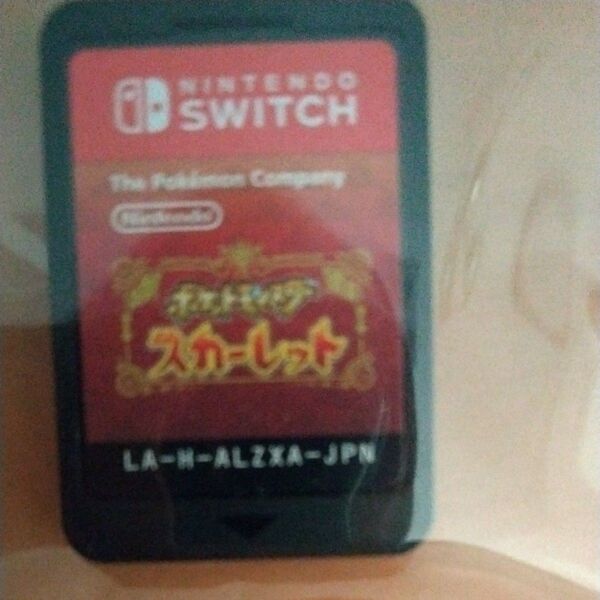 NINTENDO
SWITCH
The Pokémon Company
Nintendo
ポケットモンスター
スカーレット
LA-H-ALZXA-JPN